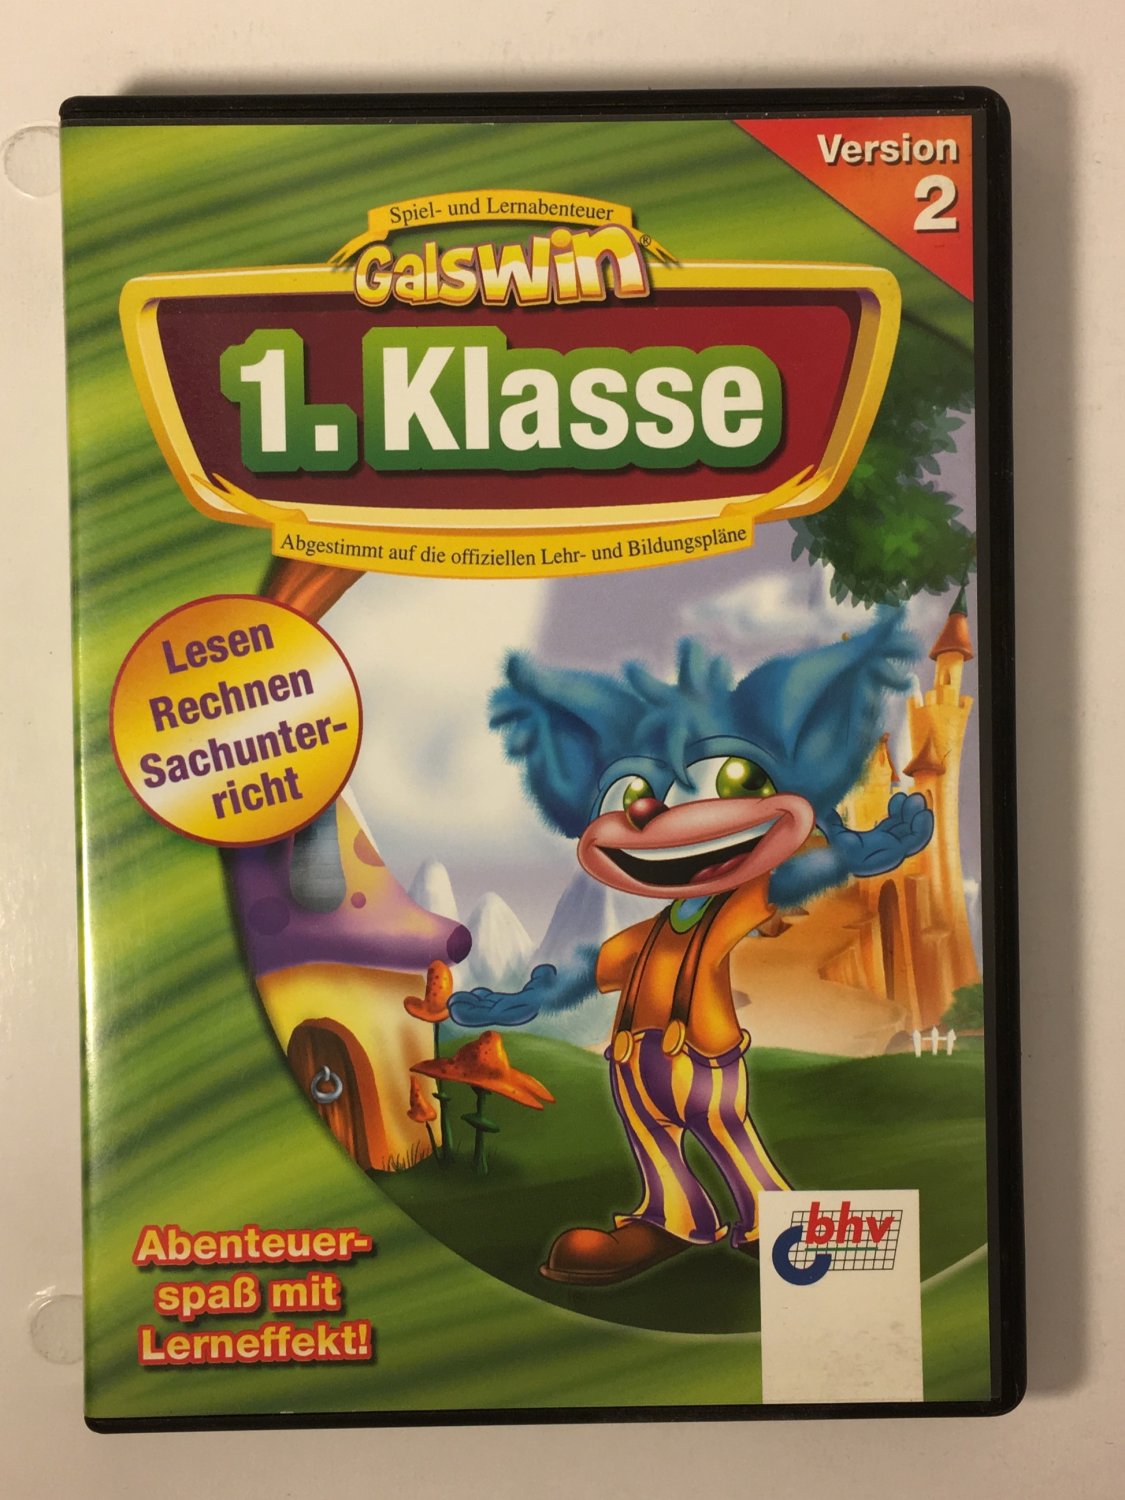 Version
2
Spiel- und Lernabenteuer
Galswin®
1. Klasse
Abgestimmt auf die offiziellen Lehr- und Bildungspläne
Lesen
Rechnen
Sachunter-
richt
Abenteuer-
spaß mit
Lerneffekt!
bhv